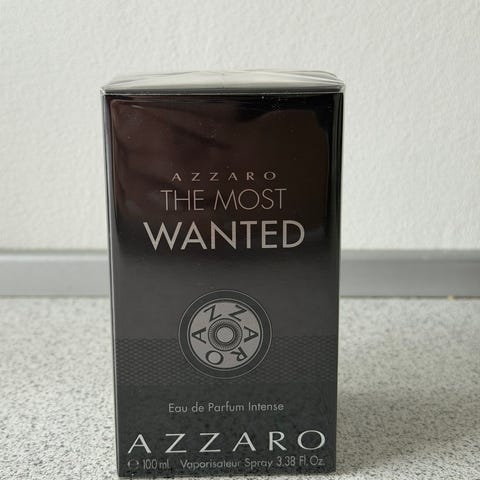 AZZARO
THE MOST
WANTED
AZZARO
Eau de Parfum Intense
AZZARO
℮ 100 ml Vaporisateur Spray 3.38 Fl. Oz.